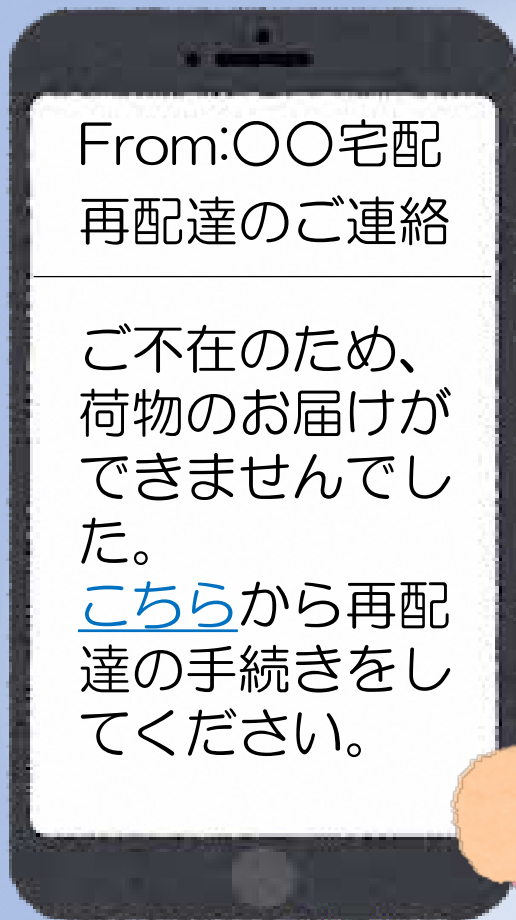 From:〇〇宅配
再配達のご連絡
ご不在のため、
荷物のお届けが
できませんでし
た。
こちらから再配
達の手続きをし
てください。